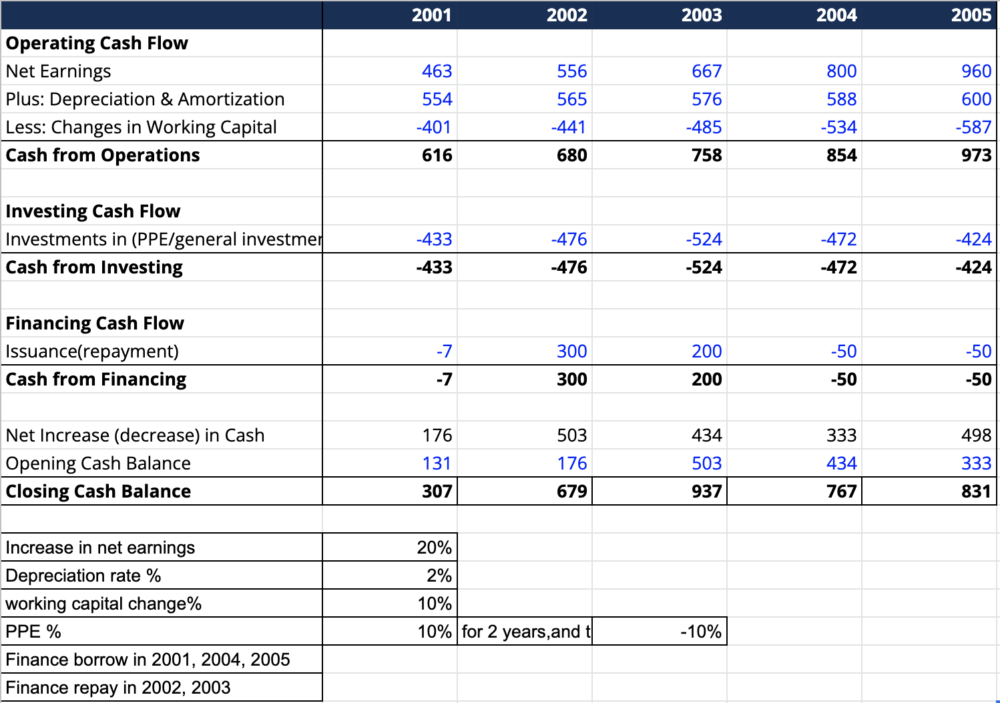 2001 2002 2003 2004 2005
Operating Cash Flow
Net Earnings 463 556 667 800 960
Plus: Depreciation & Amortization 554 565 576 588 600
Less: Changes in Working Capital -401 -441 -485 -534 -587
Cash from Operations 616 680 758 854 973
Investing Cash Flow
Investments in (PPE/general investmer -433 -476 -524 -472 -424
Cash from Investing -433 -476 -524 -472 -424
Financing Cash Flow
Issuance(repayment) -7 300 200 -50 -50
Cash from Financing -7 300 200 -50 -50
Net Increase (decrease) in Cash 176 503 434 333 498
Opening Cash Balance 131 176 503 434 333
Closing Cash Balance 307 679 937 767 831
Increase in net earnings 20%
Depreciation rate % 2%
working capital change% 10%
PPE % 10% for 2 years,and t -10%
Finance borrow in 2001, 2004, 2005
Finance repay in 2002, 2003